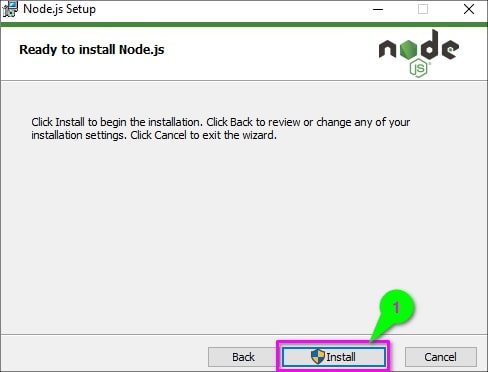 Node.js Setup
Ready to install Node.js
node
JS
Click Install to begin the installation. Click Back to review or change any of your
installation settings. Click Cancel to exit the wizard.
1
Back Install Cancel